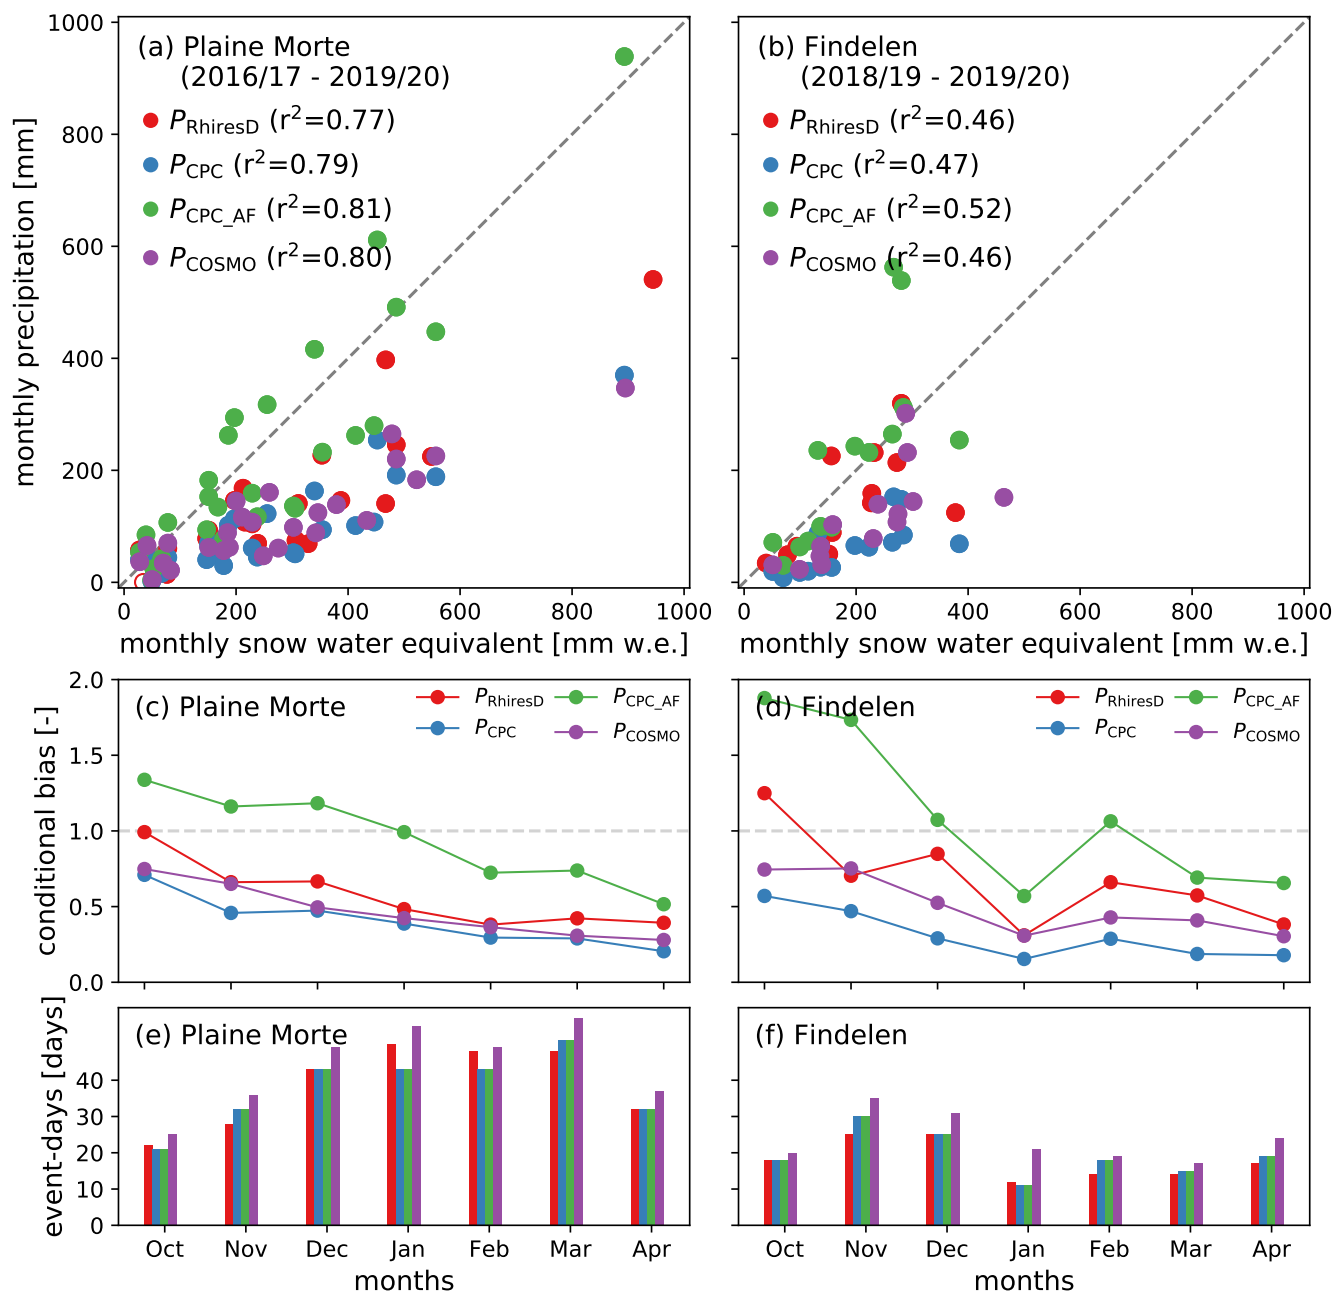 1000
800
600
400
200
0
monthly precipitation [mm]
(a) Plaine Morte
(2016/17 - 2019/20)
P_RhiresD (r²=0.77)
P_CPC (r²=0.79)
P_CPC_AF (r²=0.81)
P_COSMO (r²=0.80)
0 200 400 600 800 1000
monthly snow water equivalent [mm w.e.]
(b) Findelen
(2018/19 - 2019/20)
P_RhiresD (r²=0.46)
P_CPC (r²=0.47)
P_CPC_AF (r²=0.52)
P_COSMO (r²=0.46)
0 200 400 600 800 1000
monthly snow water equivalent [mm w.e.]
2.0
1.5
1.0
0.5
0.0
conditional bias [-]
(c) Plaine Morte
P_RhiresD
P_CPC
P_CPC_AF
P_COSMO
(d) Findelen
P_RhiresD
P_CPC
P_CPC_AF
P_COSMO
40
30
20
10
0
event-days [days]
(e) Plaine Morte
Oct Nov Dec Jan Feb Mar Apr
months
(f) Findelen
Oct Nov Dec Jan Feb Mar Apr
months